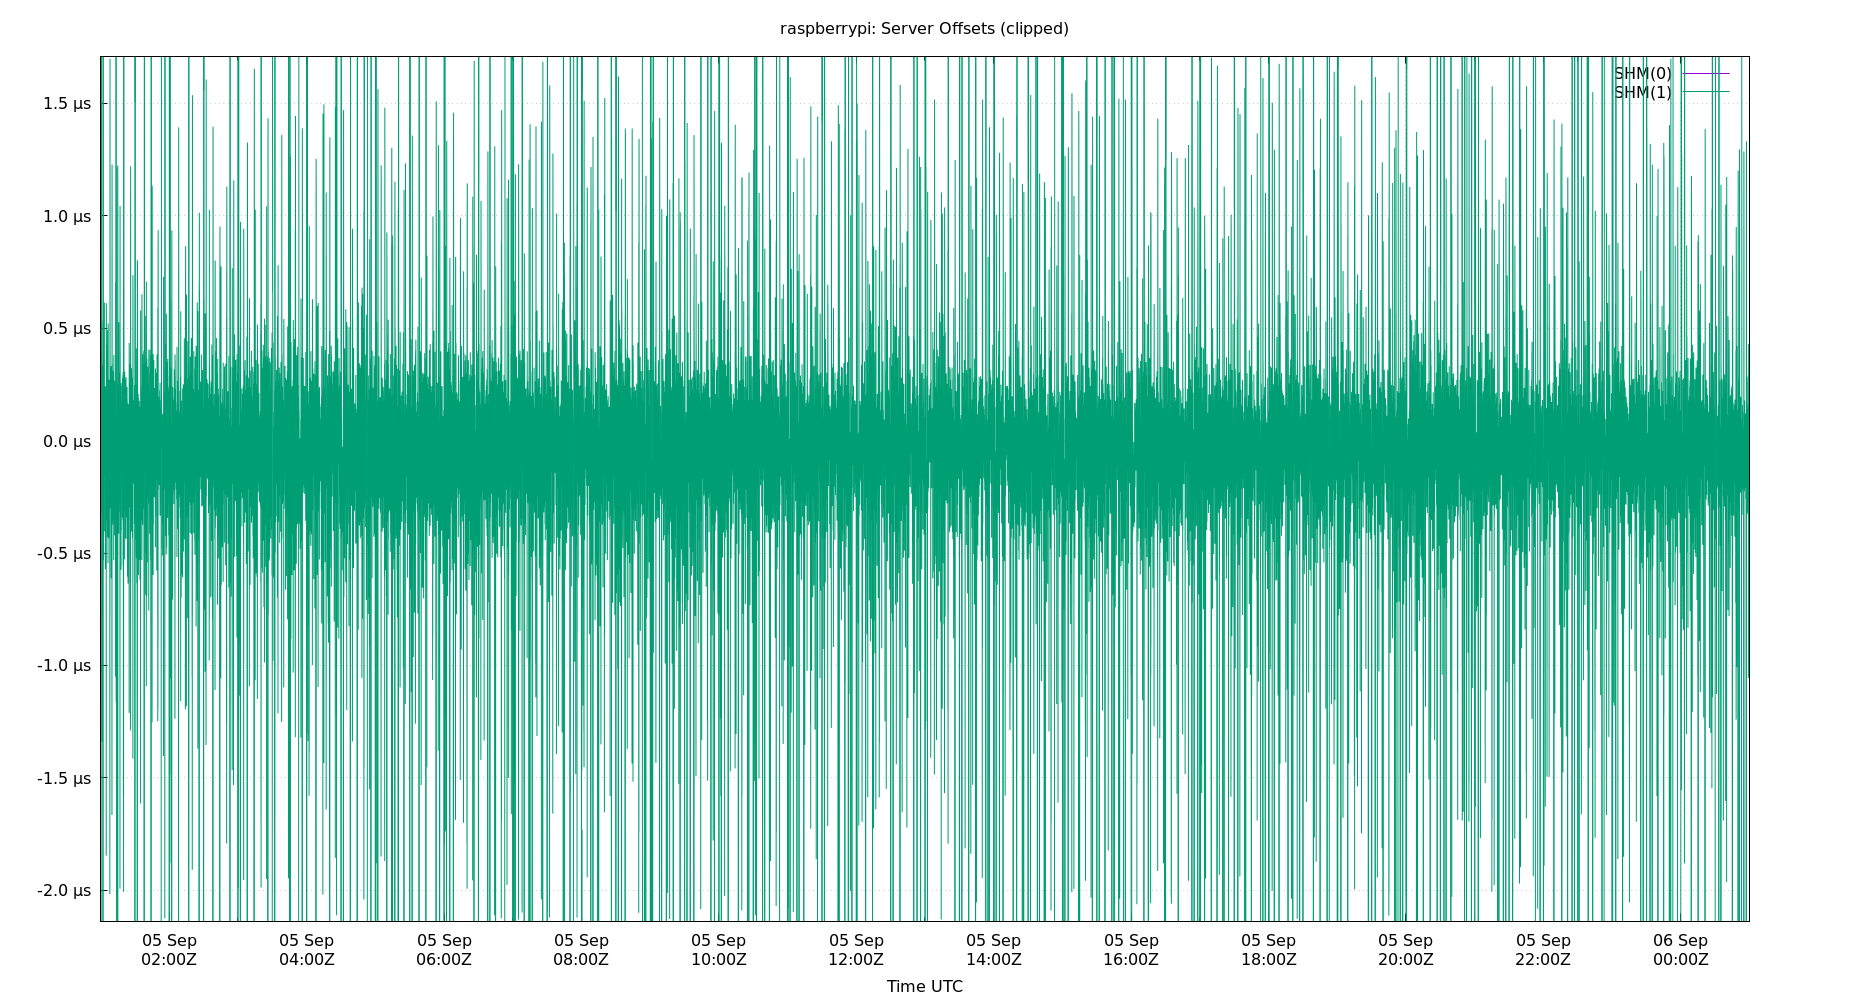 raspberrypi: Server Offsets (clipped)
SHM(0)
SHM(1)
1.5 µs
1.0 µs
0.5 µs
0.0 µs
-0.5 µs
-1.0 µs
-1.5 µs
-2.0 µs
05 Sep 05 Sep 05 Sep 05 Sep 05 Sep 05 Sep 05 Sep 05 Sep 05 Sep 05 Sep 05 Sep 06 Sep
02:00Z 04:00Z 06:00Z 08:00Z 10:00Z 12:00Z 14:00Z 16:00Z 18:00Z 20:00Z 22:00Z 00:00Z
Time UTC